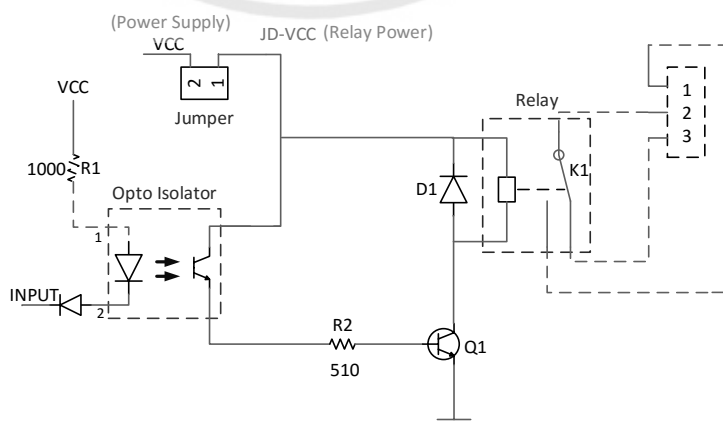 (Power Supply)
VCC
JD-VCC (Relay Power)
2 1
Jumper
VCC
1000 R1
Opto Isolator
1
2
INPUT
R2
510
Q1
D1
Relay
K1
1
2
3